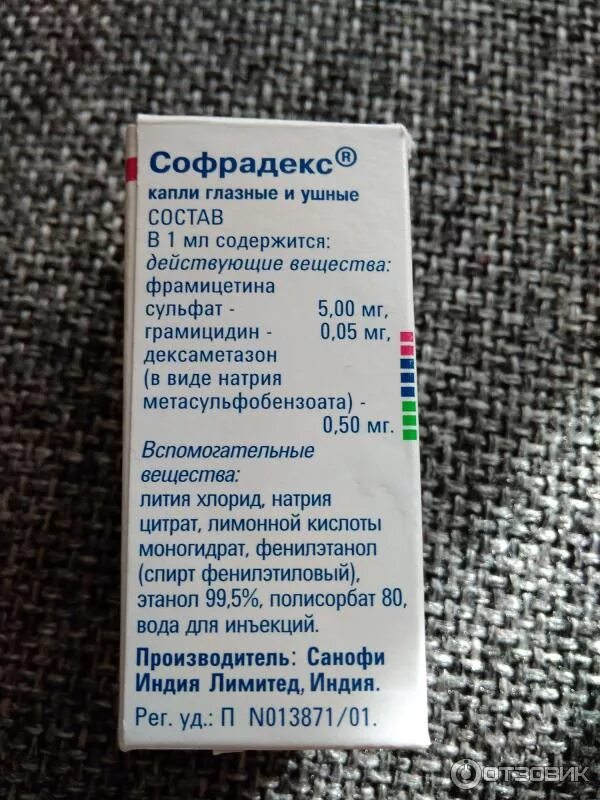 Софрадекс®
капли глазные и ушные
СОСТАВ
В 1 мл содержится:
действующие вещества:
фрамицетина
сульфат - 5,00 мг,
грамицидин - 0,05 мг,
дексаметазон
(в виде натрия
метасульфобензоата) -
0,50 мг.
Вспомогательные
вещества:
лития хлорид, натрия
цитрат, лимонной кислоты
моногидрат, фенилэтанол
(спирт фенилэтиловый),
этанол 99,5%, полисорбат 80,
вода для инъекций.
Производитель: Санофи
Индия Лимитед, Индия.
Рег. уд.: П N013871/01.
ОТЗОВИК